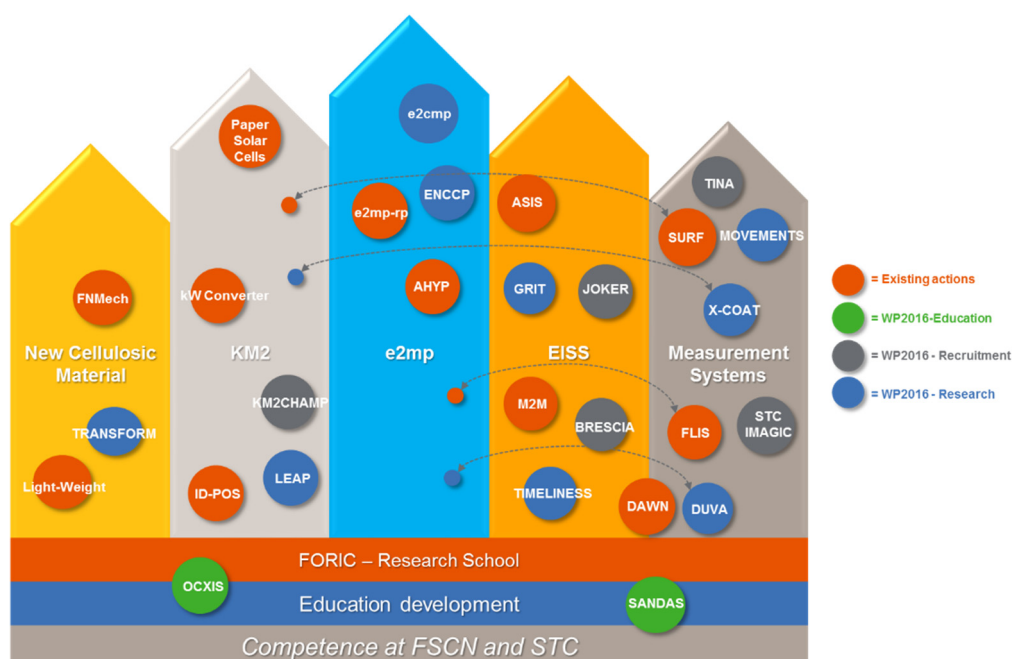 e2cmp
Paper
Solar
Cells
TINA
ENCCP
e2mp-rp
ASIS
SURF
MOVEMENTS
FNMech
kW Converter
AHYP
GRIT
JOKER
X-COAT
New Cellulosic
Material
KM2
e2mp
EISS
Measurement
Systems
KM2CHAMP
M2M
BRESCIA
FLIS
STC
IMAGIC
TRANSFORM
Light-Weight
ID-POS
LEAP
TIMELINESS
DAWN
DUVA
= Existing actions
= WP2016-Education
= WP2016 - Recruitment
= WP2016 - Research
FORIC – Research School
OCXIS
Education development
SANDAS
Competence at FSCN and STC